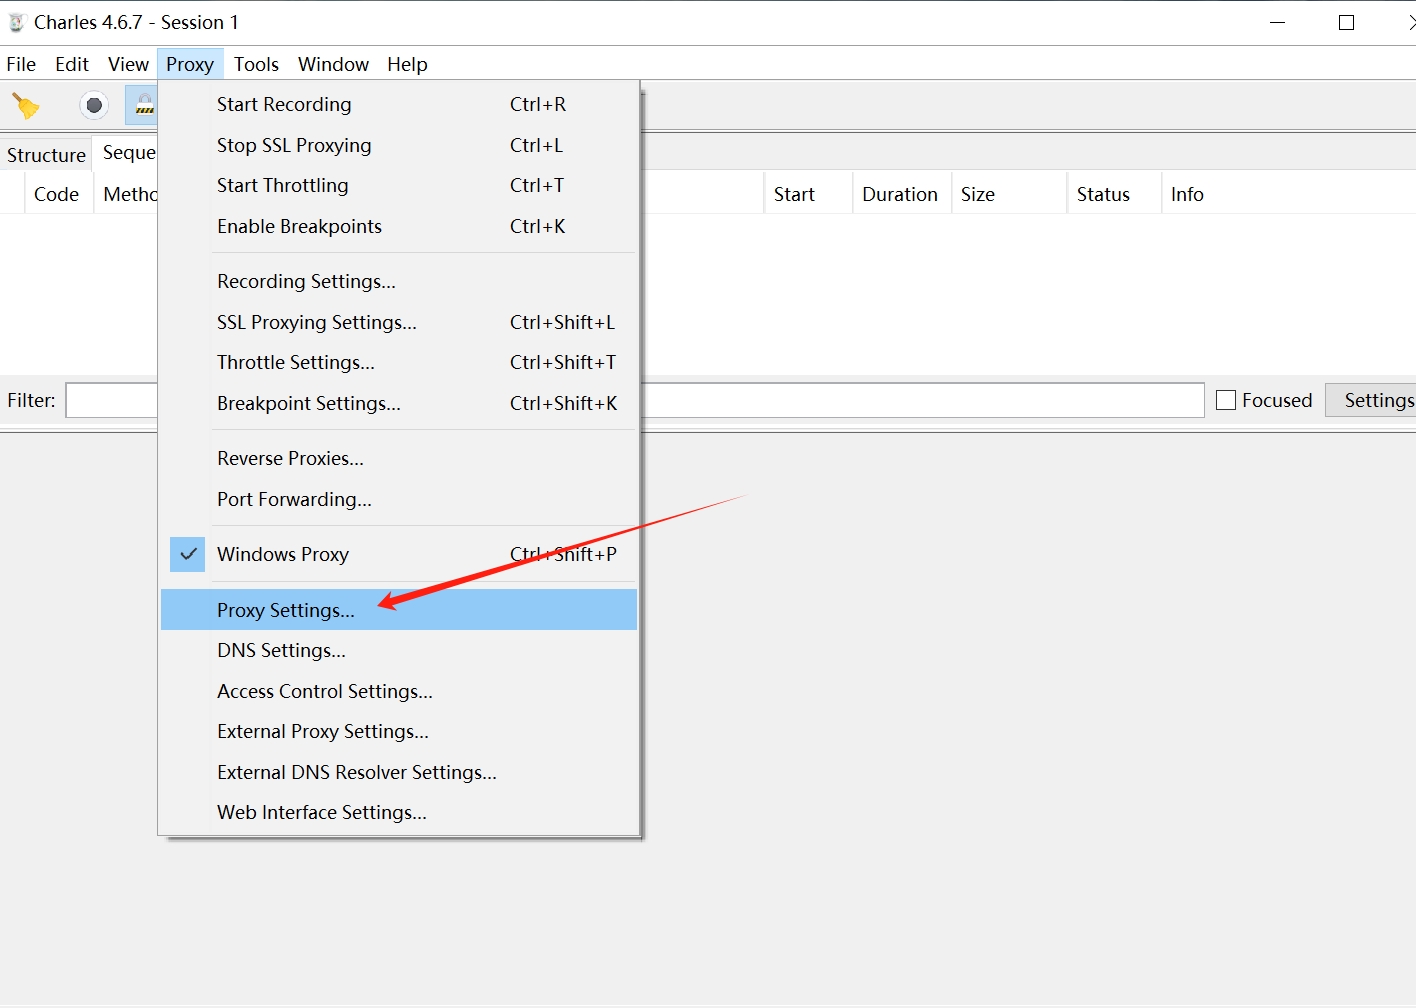 Charles 4.6.7 - Session 1
File Edit View Proxy Tools Window Help
Structure Seque
Code Metho Start Duration Size Status Info
Start Recording Ctrl+R
Stop SSL Proxying Ctrl+L
Start Throttling Ctrl+T
Enable Breakpoints Ctrl+K
Recording Settings...
SSL Proxying Settings... Ctrl+Shift+L
Throttle Settings... Ctrl+Shift+T
Breakpoint Settings... Ctrl+Shift+K
Filter: Focused Settings
Reverse Proxies...
Port Forwarding...
Windows Proxy Ctrl+Shift+P
Proxy Settings...
DNS Settings...
Access Control Settings...
External Proxy Settings...
External DNS Resolver Settings...
Web Interface Settings...